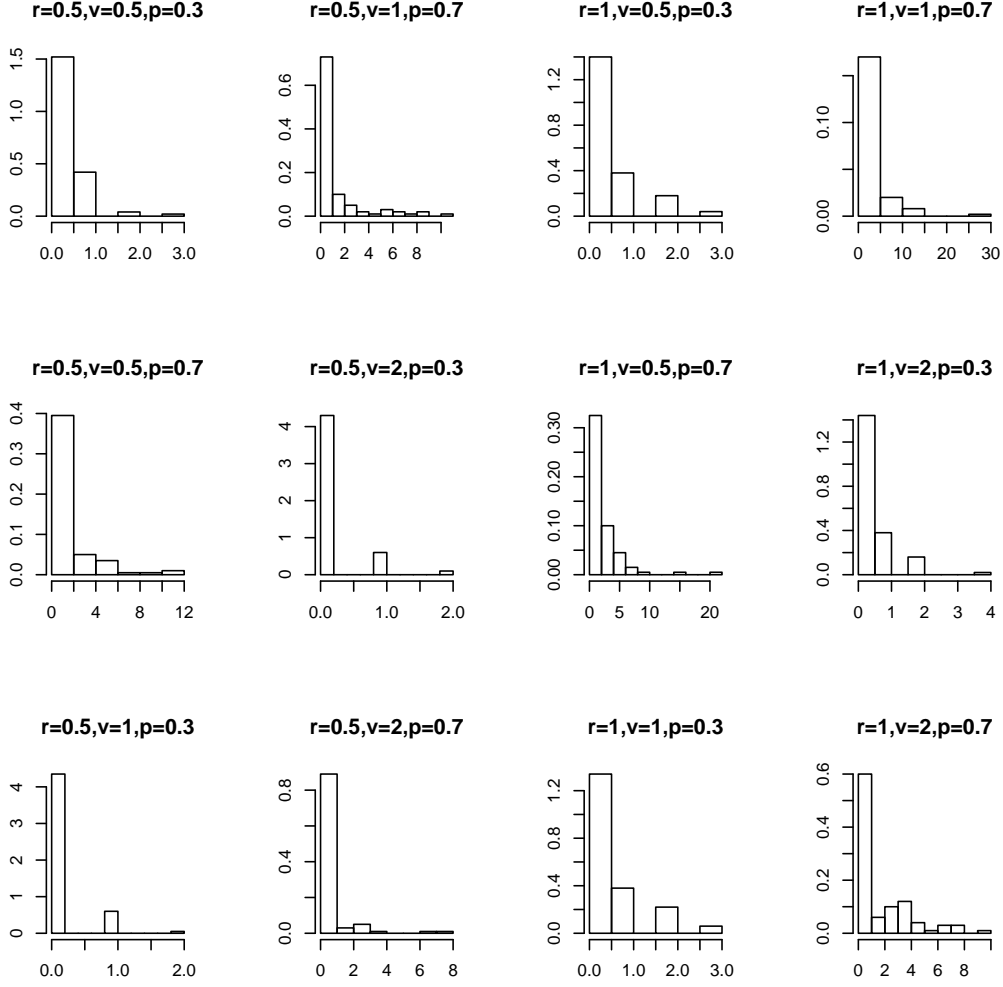 r=0.5,v=0.5,p=0.3
0.0 0.5 1.0 1.5
0.0 1.0 2.0 3.0
r=0.5,v=1,p=0.7
0.0 0.2 0.4 0.6
0 2 4 6 8
r=1,v=0.5,p=0.3
0.0 0.4 0.8 1.2
0.0 1.0 2.0 3.0
r=1,v=1,p=0.7
0.00 0.10
0 10 20 30
r=0.5,v=0.5,p=0.7
0.0 0.1 0.2 0.3 0.4
0 4 8 12
r=0.5,v=2,p=0.3
0 1 2 3 4
0.0 1.0 2.0
r=1,v=0.5,p=0.7
0.00 0.10 0.20 0.30
0 5 10 20
r=1,v=2,p=0.3
0.0 0.4 0.8 1.2
0 1 2 3 4
r=0.5,v=1,p=0.3
0 1 2 3 4
0.0 1.0 2.0
r=0.5,v=2,p=0.7
0.0 0.4 0.8
0 2 4 6 8
r=1,v=1,p=0.3
0.0 0.4 0.8 1.2
0.0 1.0 2.0 3.0
r=1,v=2,p=0.7
0.0 0.2 0.4 0.6
0 2 4 6 8